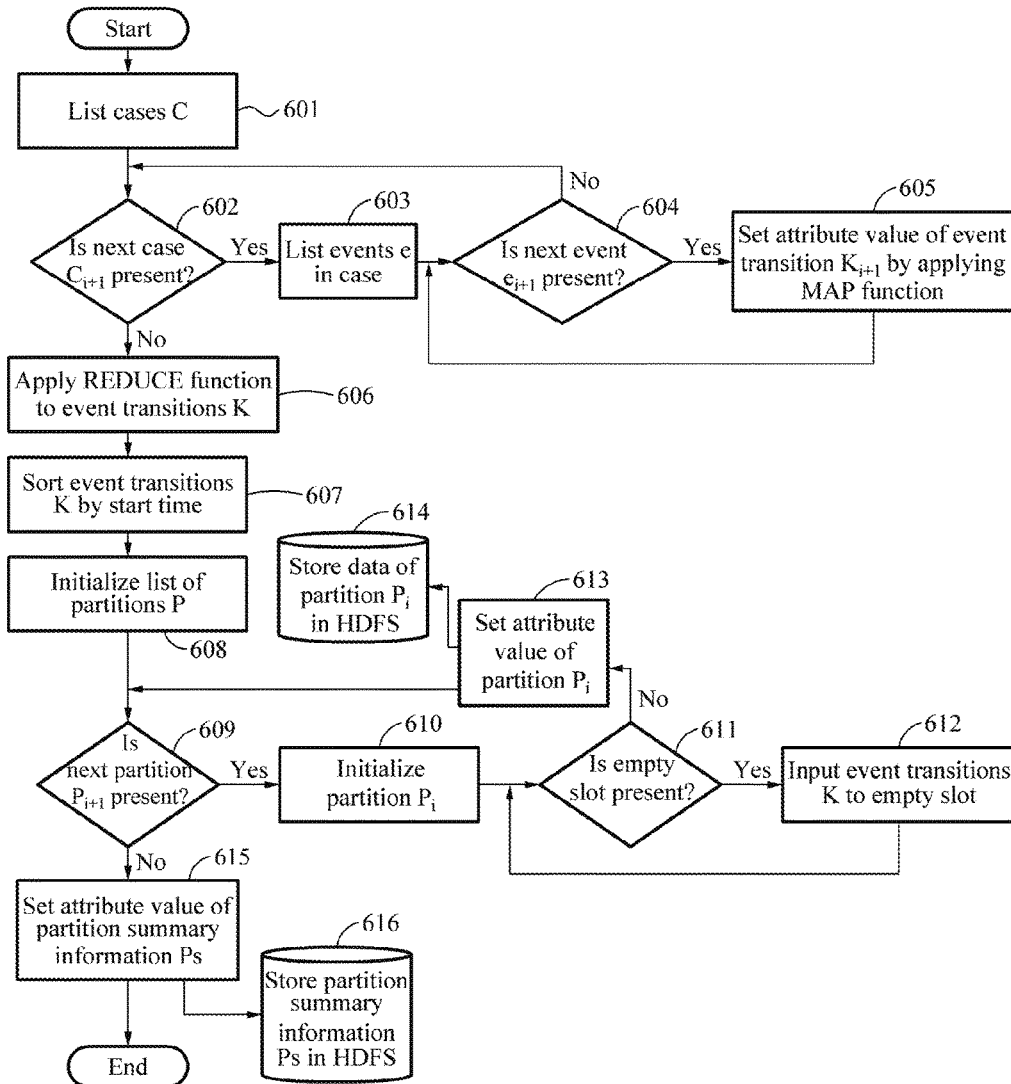 Start
List cases C
601
No
602
603
604
605
Is next case
C_{i+1} present?
Yes
List events e
in case
Is next event
e_{i+1} present?
Yes
Set attribute value of event
transition K_{i+1} by applying
MAP function
No
Apply REDUCE function
to event transitions K
606
Sort event transitions
K by start time
607
614
Initialize list of
partitions P
608
Store data of
partition P_i
in HDFS
613
Set attribute
value of
partition P_i
No
609
610
611
612
Is
next partition
P_{i+1} present?
Yes
Initialize
partition P_i
Is empty
slot present?
Yes
Input event transitions
K to empty slot
No
615
Set attribute value of
partition summary
information Ps
616
Store partition
summary
information
Ps in HDFS
End